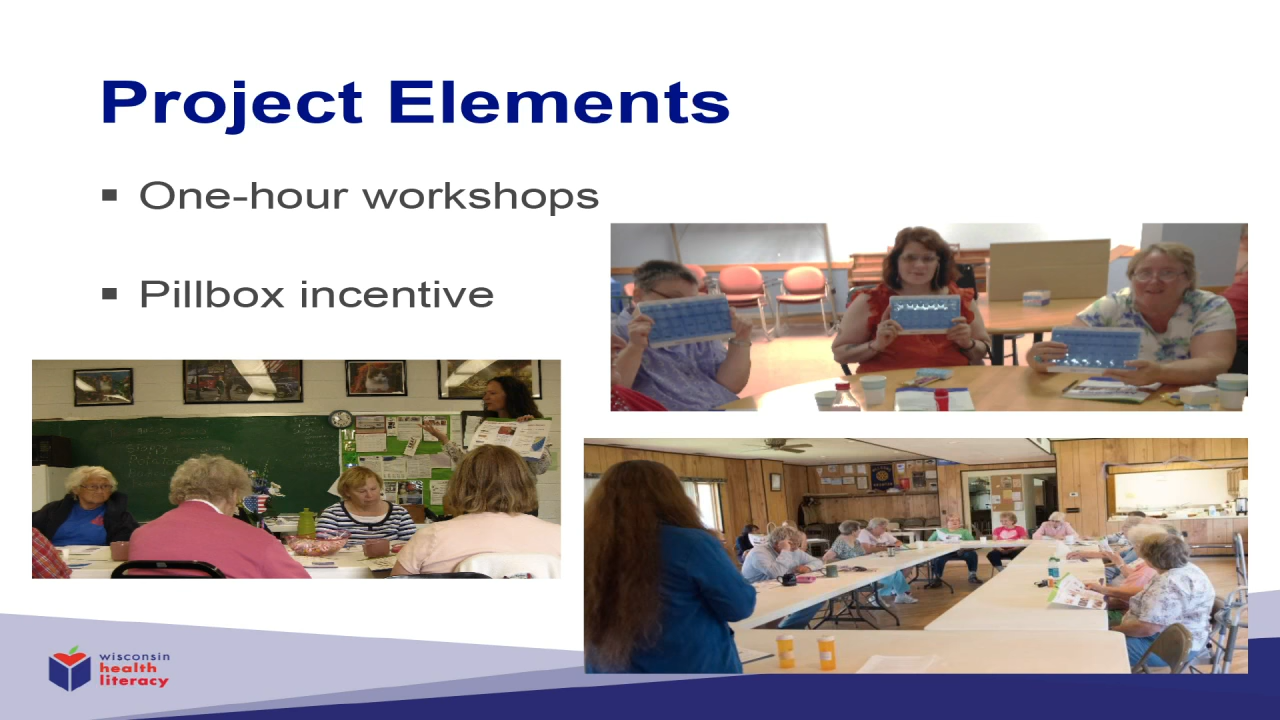 Project Elements
▪ One-hour workshops
▪ Pillbox incentive
wisconsin
health
literacy